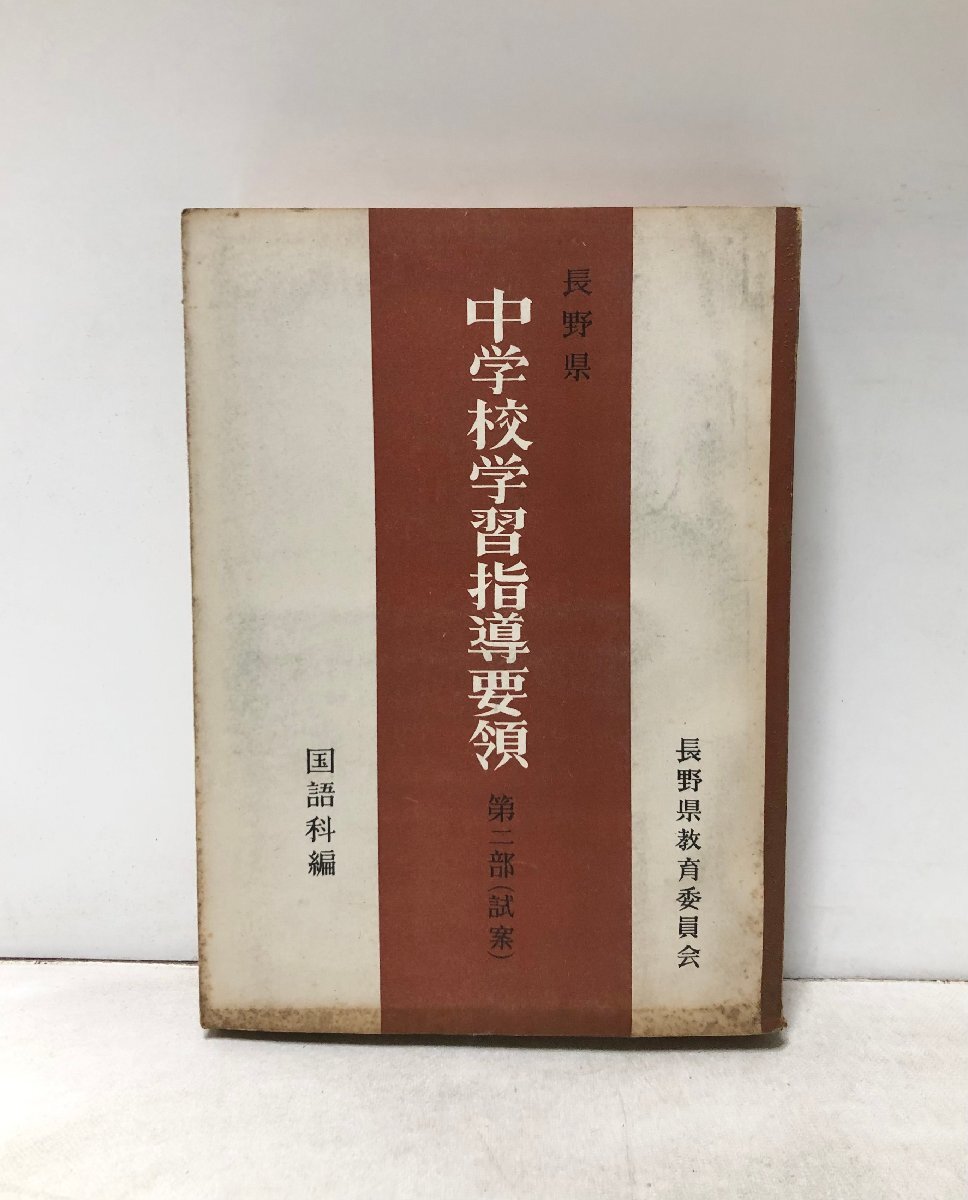 長野県教育委員会
長野県
中学校学習指導要領 第二部(試案)
国語科編